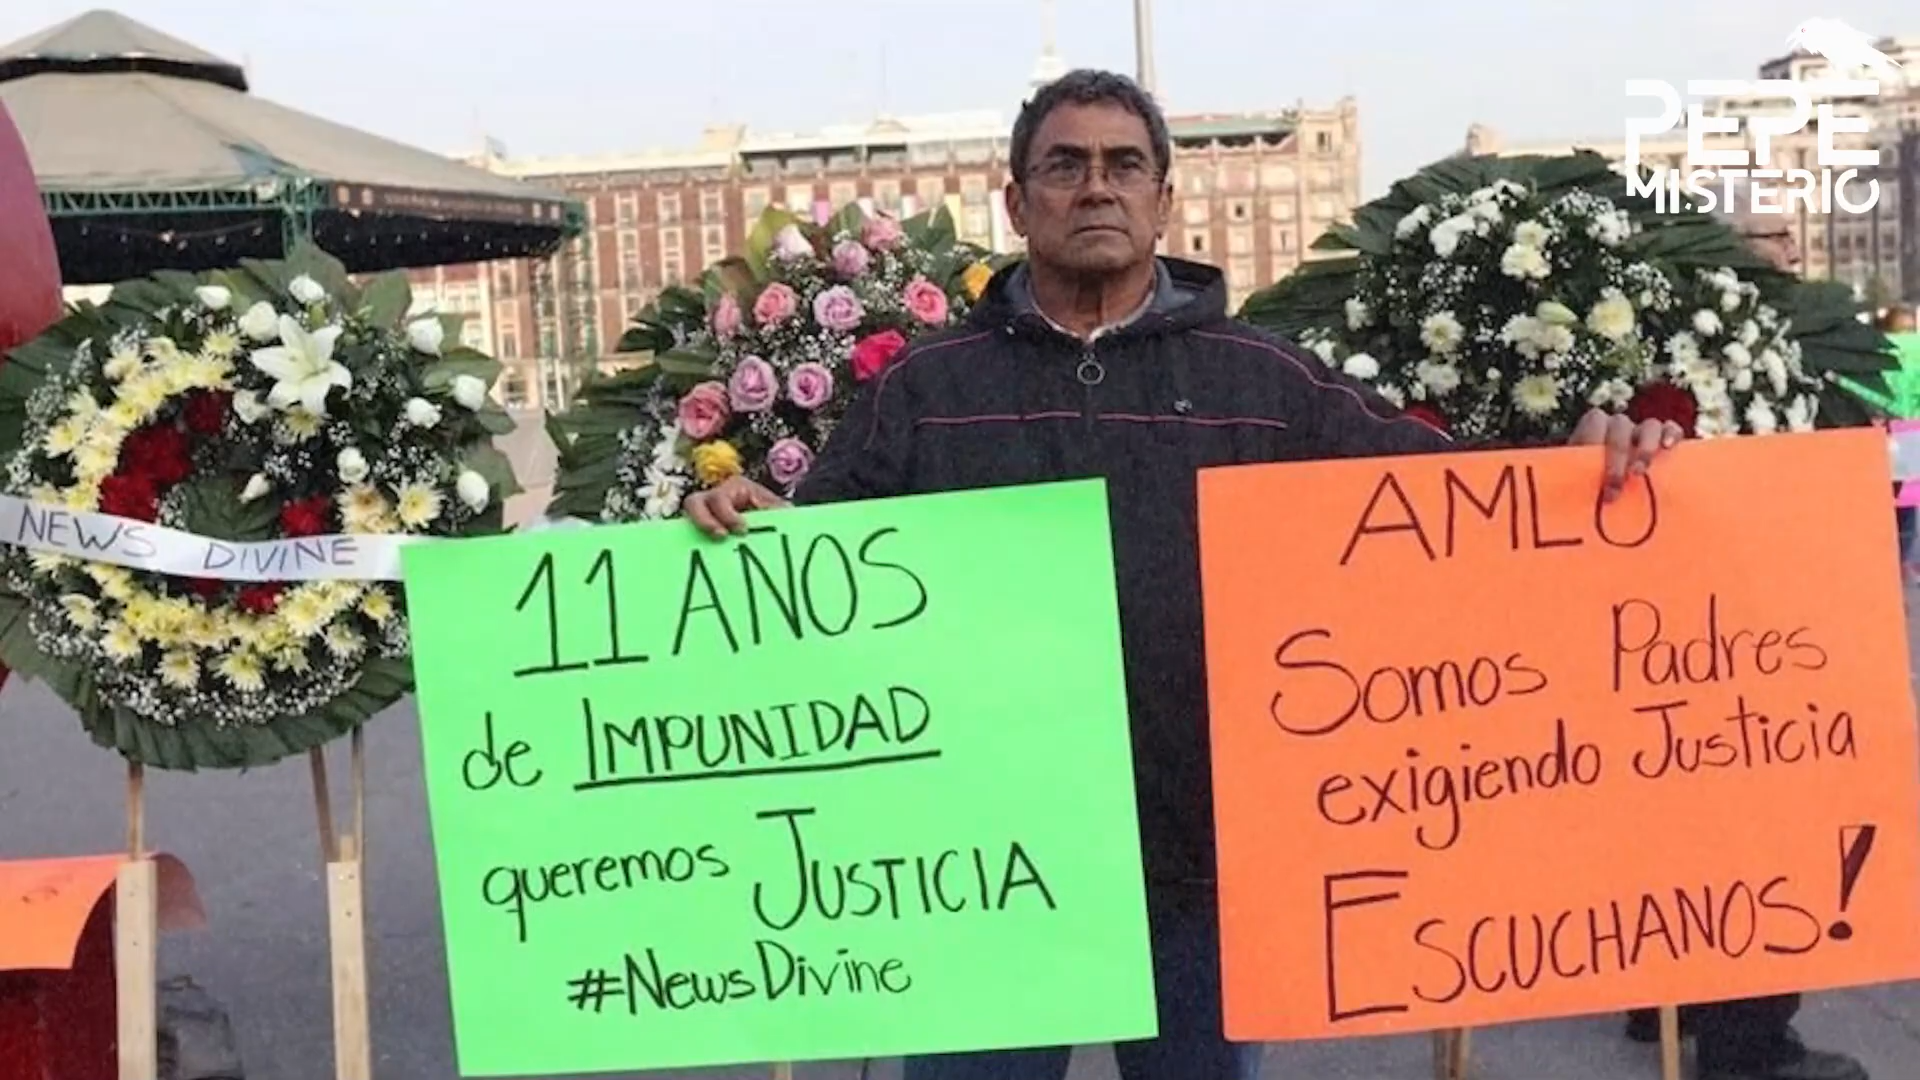 PEPE
MISTERIO
NEWS DIVINE
11 AÑOS
de IMPUNIDAD
queremos JUSTICIA
#NewsDivine
AMLO
Somos Padres
exigiendo Justicia
ESCUCHANOS!